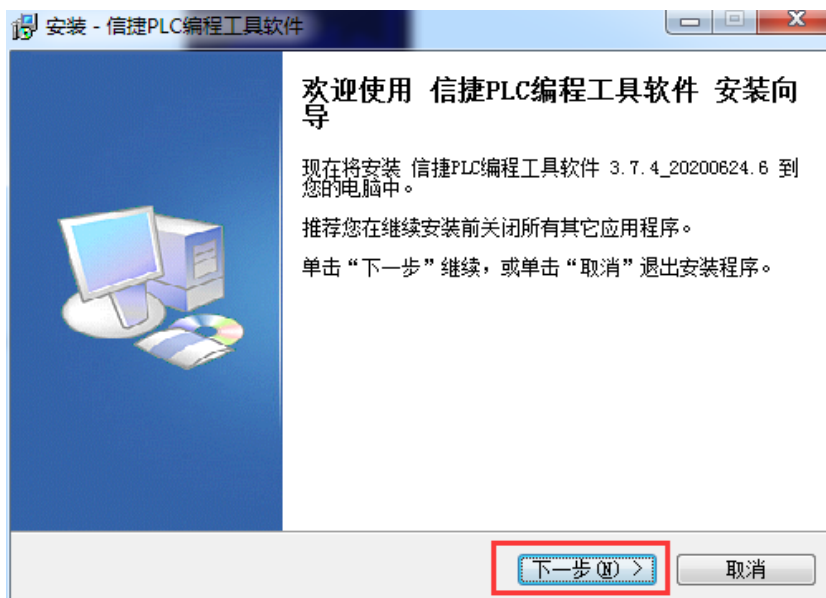 安装 - 信捷PLC编程工具软件
欢迎使用 信捷PLC编程工具软件 安装向
导
现在将安装 信捷PLC编程工具软件 3.7.4_20200624.6 到
您的电脑中。
推荐您在继续安装前关闭所有其它应用程序。
单击“下一步”继续，或单击“取消”退出安装程序。
下一步(N) >
取消